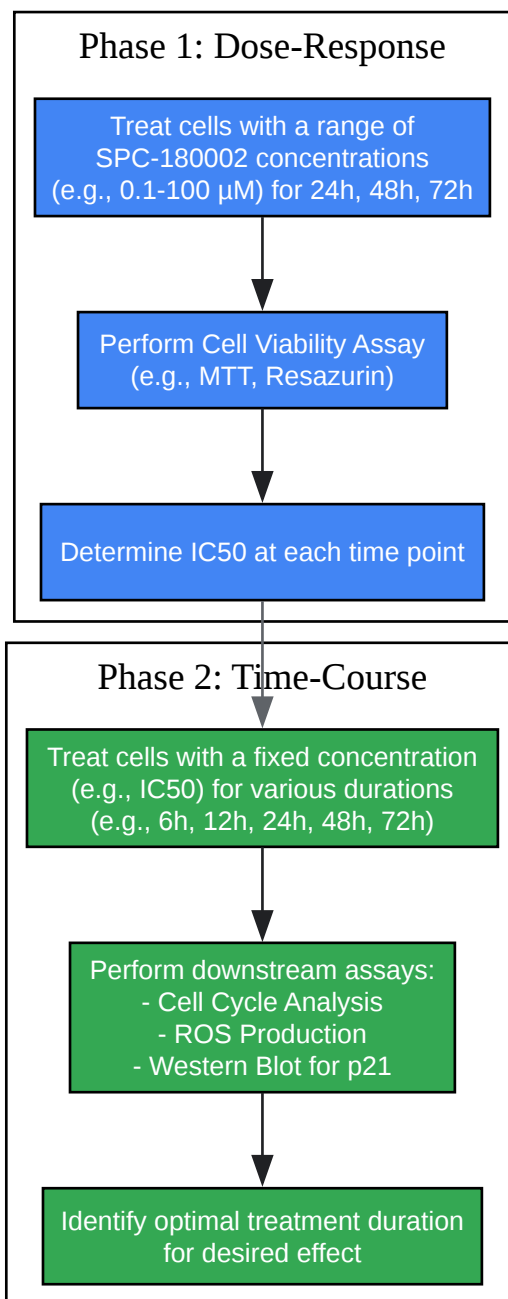 Phase 1: Dose-Response
Treat cells with a range of
SPC-180002 concentrations
(e.g., 0.1-100 µM) for 24h, 48h, 72h
Perform Cell Viability Assay
(e.g., MTT, Resazurin)
Determine IC50 at each time point
Phase 2: Time-Course
Treat cells with a fixed concentration
(e.g., IC50) for various durations
(e.g., 6h, 12h, 24h, 48h, 72h)
Perform downstream assays:
- Cell Cycle Analysis
- ROS Production
- Western Blot for p21
Identify optimal treatment duration
for desired effect